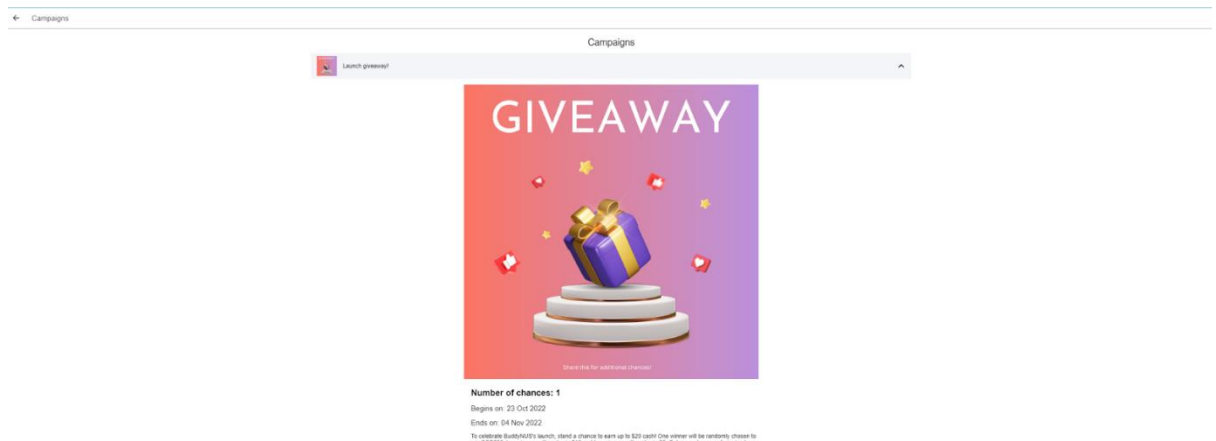 Campaigns
Campaigns
Launch giveaway!
GIVEAWAY
Share this for additional chances!
Number of chances: 1
Begins on: 23 Oct 2022
Ends on: 04 Nov 2022
To celebrate BuddyNUS's launch, stand a chance to earn up to $20 cash! One winner will be randomly chosen to